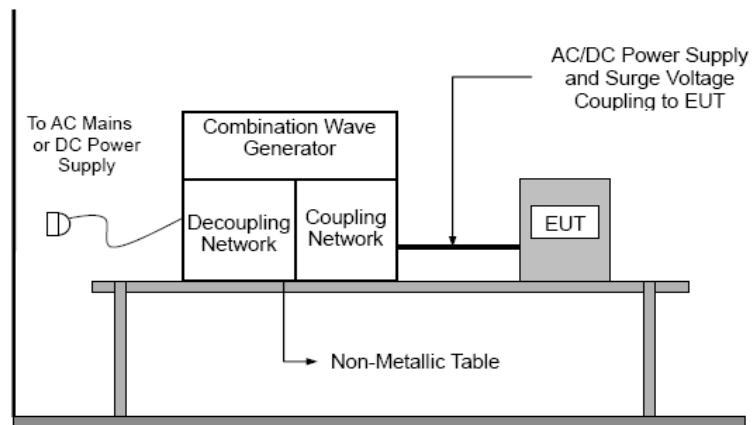 AC/DC Power Supply
and Surge Voltage
Coupling to EUT
To AC Mains
or DC Power
Supply
Combination Wave
Generator
Decoupling
Network
Coupling
Network
EUT
Non-Metallic Table